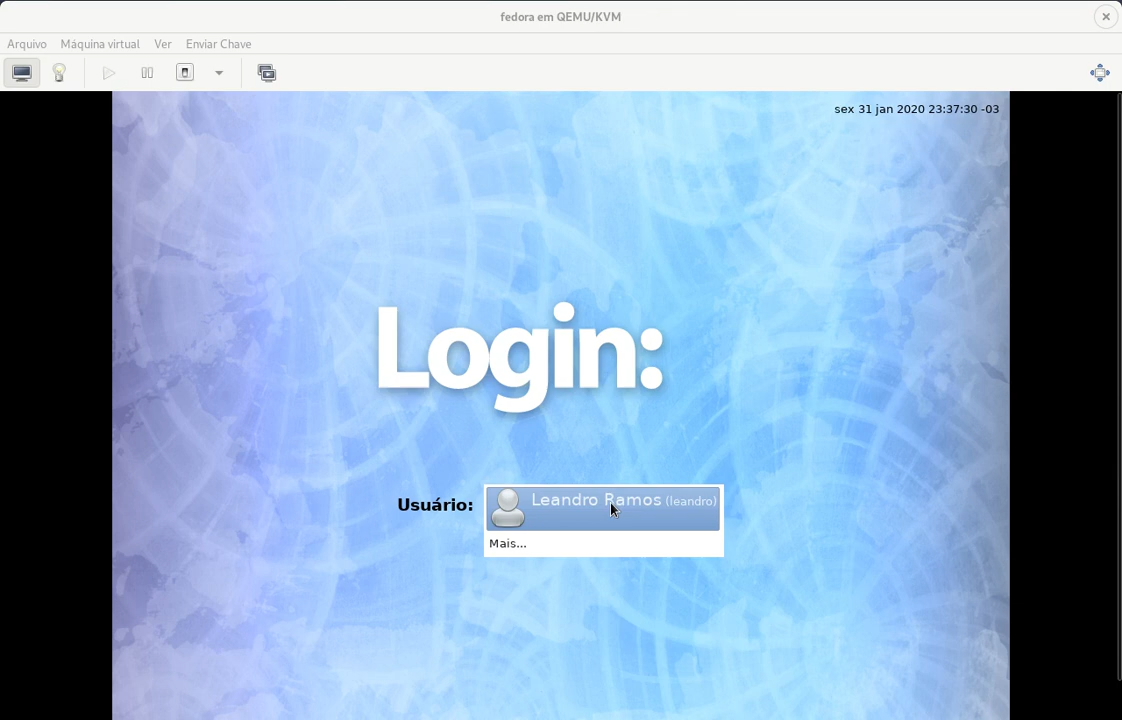 fedora em QEMU/KVM
Arquivo Máquina virtual Ver Enviar Chave
sex 31 jan 2020 23:37:30 -03
Login:
Usuário: Leandro Ramos (leandro)
Mais...